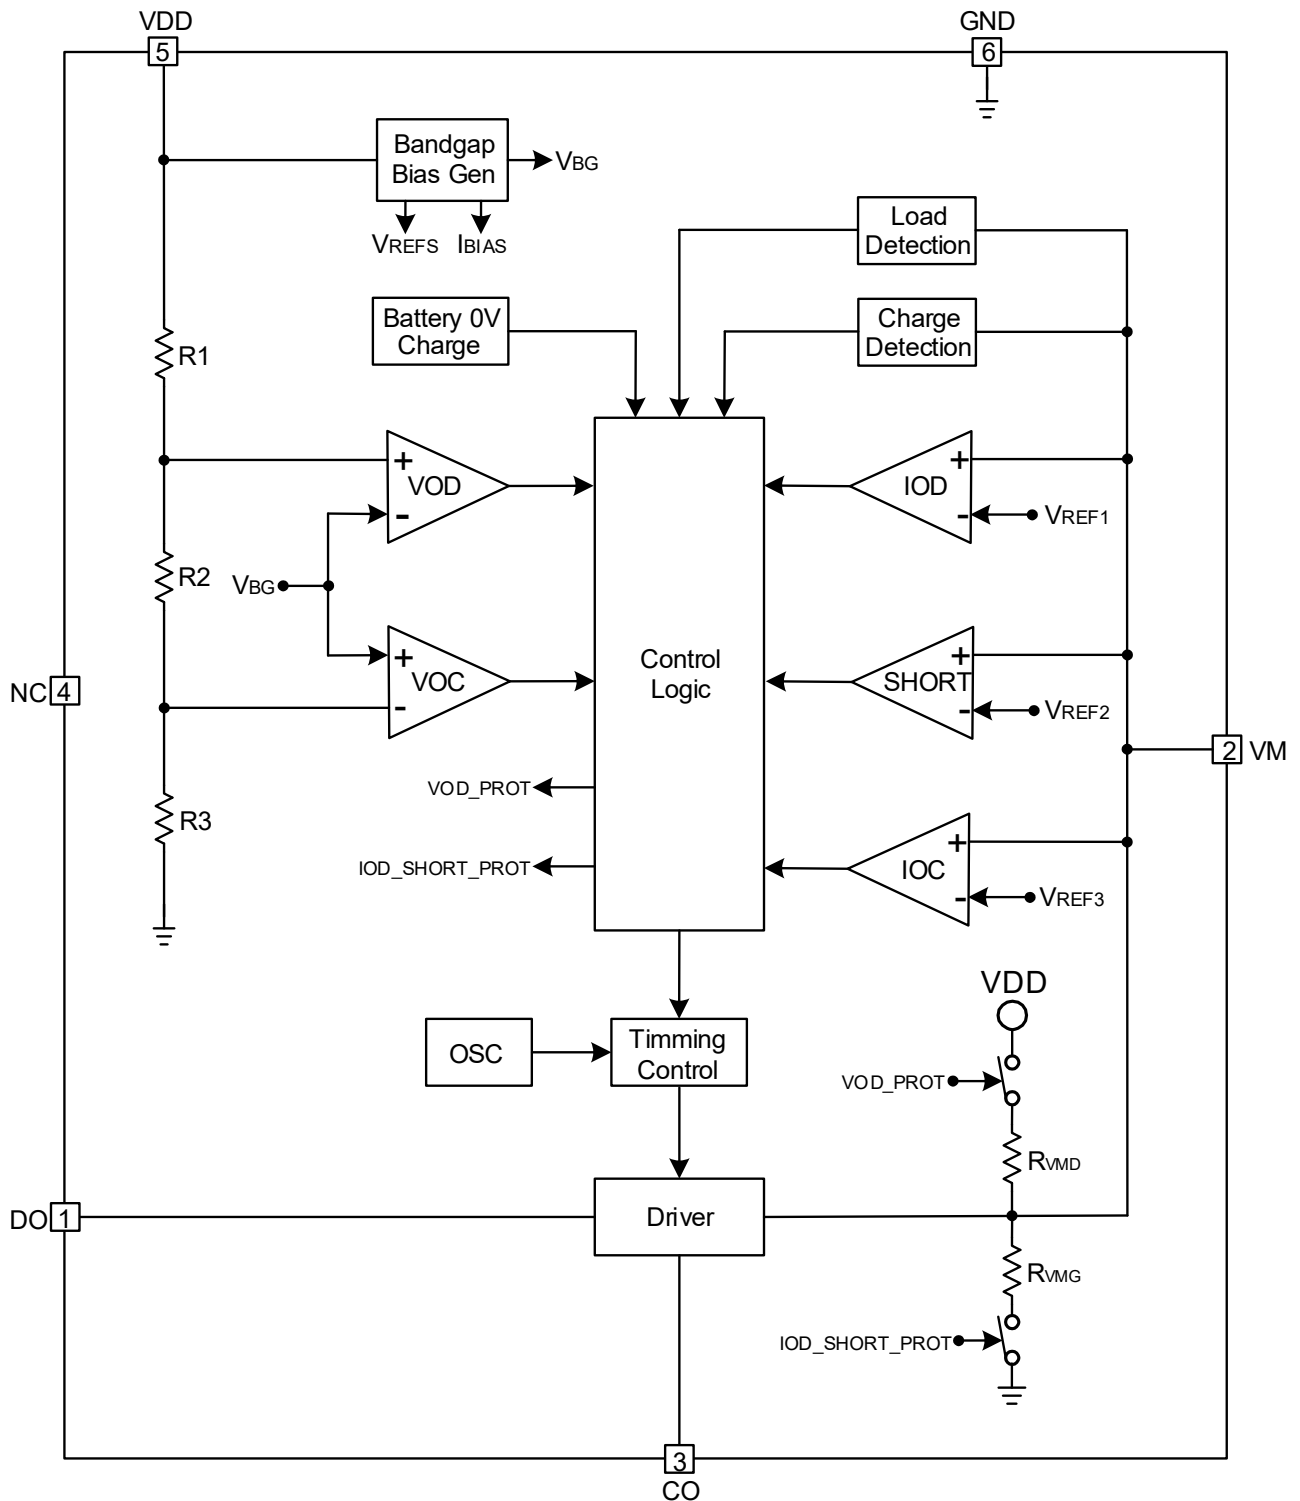 VDD
5
GND
6
Bandgap
Bias Gen
VBG
VREFS
IBIAS
Load
Detection
Battery 0V
Charge
Charge
Detection
R1
+
VOD
-
+
IOD
-
VREF1
R2
VBG
+
VOC
-
Control
Logic
+
SHORT
-
VREF2
NC
4
2
VM
VOD_PROT
R3
IOD_SHORT_PROT
+
IOC
-
VREF3
VDD
OSC
Timming
Control
VOD_PROT
RVMD
DO
1
Driver
RVMG
IOD_SHORT_PROT
3
CO